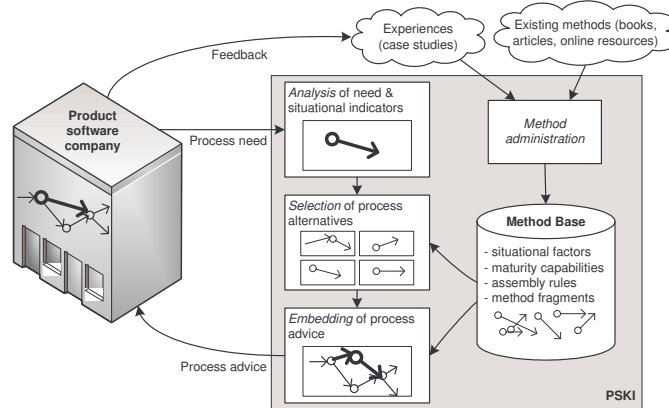 Experiences
(case studies)
Existing methods (books,
articles, online resources)
Feedback
Product
software
company
Process need
Analysis of need &
situational indicators
Method
administration
Selection of process
alternatives
Method Base
- situational factors
- maturity capabilities
- assembly rules
- method fragments
Embedding of process
advice
Process advice
PSKI